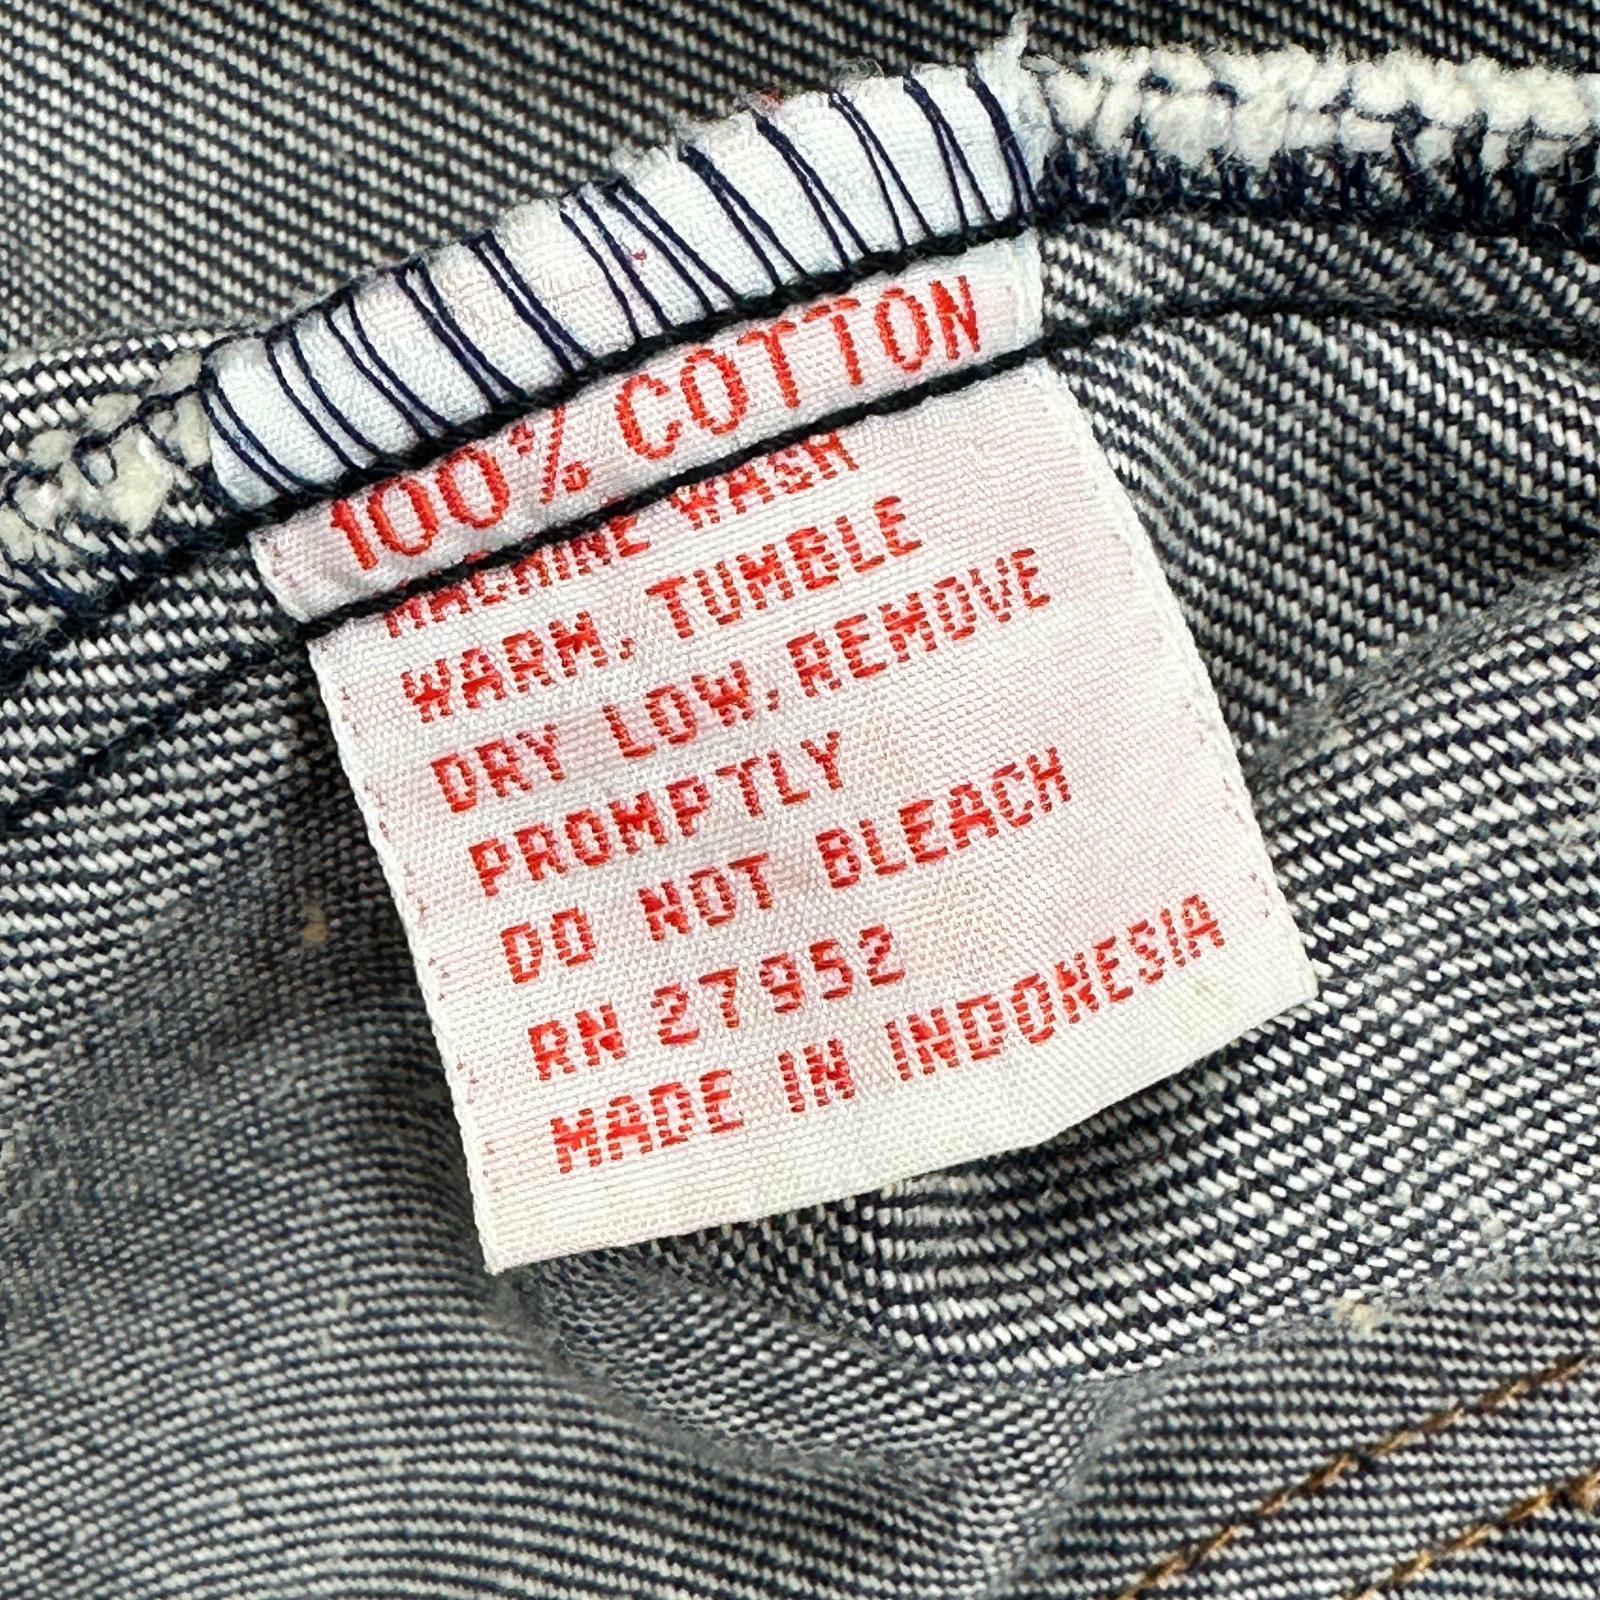 100% COTTON
MACHINE WASH
WARM, TUMBLE
DRY LOW, REMOVE
PROMPTLY
DO NOT BLEACH
RN 27952
MADE IN INDONESIA